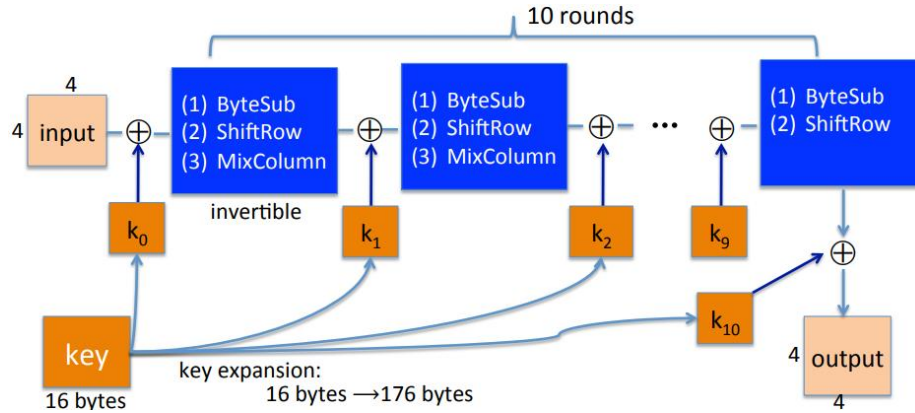 10 rounds
4
4
input
(1) ByteSub
(2) ShiftRow
(3) MixColumn
invertible
(1) ByteSub
(2) ShiftRow
(3) MixColumn
...
(1) ByteSub
(2) ShiftRow
k₀
k₁
k₂
k₉
k₁₀
key
16 bytes
key expansion:
16 bytes ⟶176 bytes
4
output
4